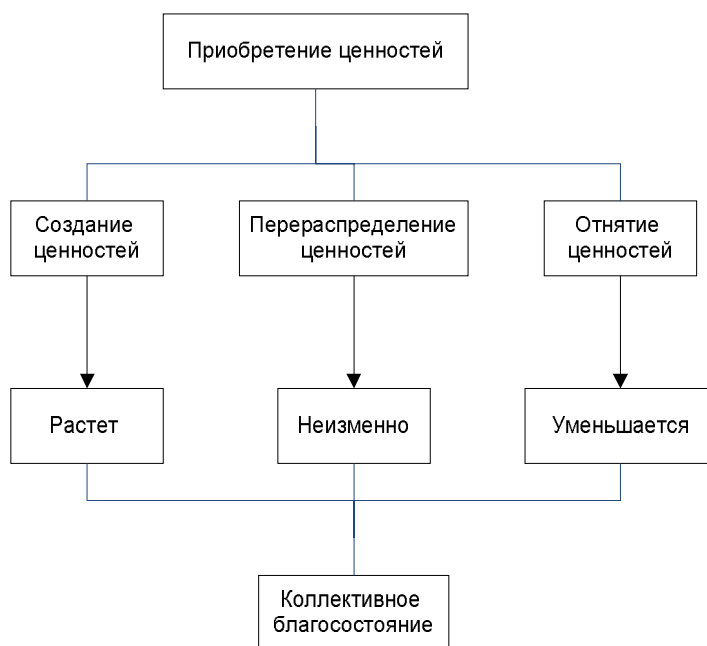 Приобретение ценностей
Создание
ценностей
Перераспределение
ценностей
Отнятие
ценностей
Растет
Неизменно
Уменьшается
Коллективное
благосостояние